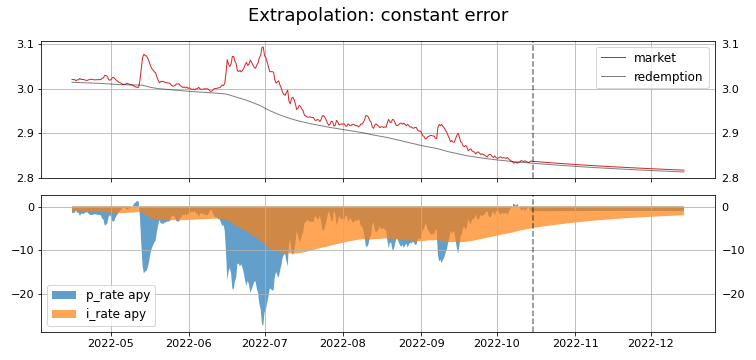 Extrapolation: constant error
3.1 3.1
market
redemption
3.0 3.0
2.9 2.9
2.8 2.8
0 0
−10 −10
−20 −20
p_rate apy
i_rate apy
2022-05 2022-06 2022-07 2022-08 2022-09 2022-10 2022-11 2022-12